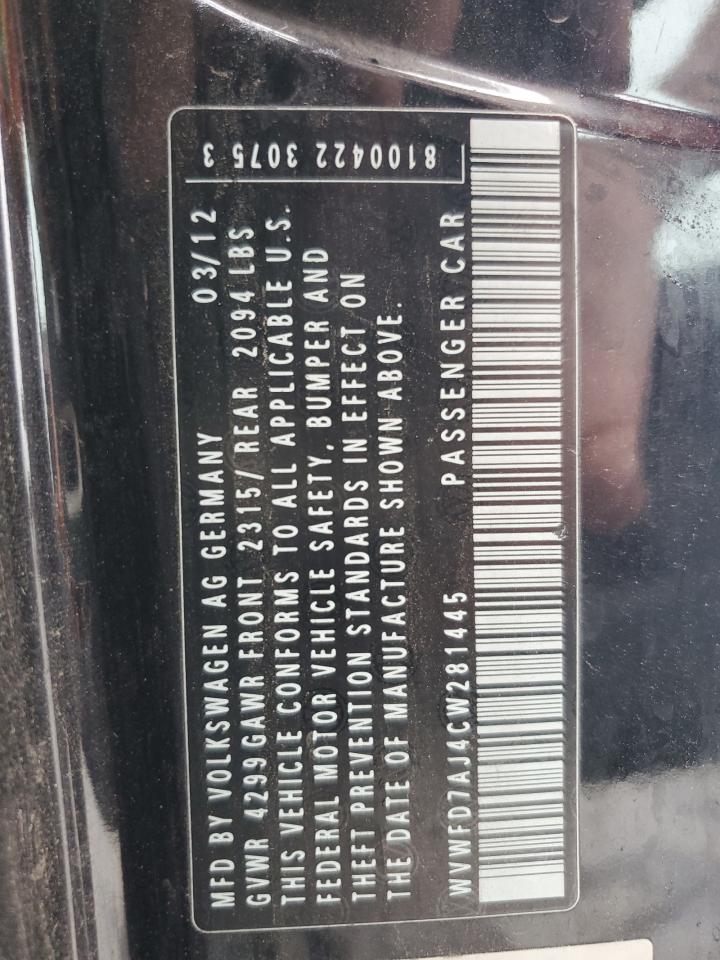 MFD BY VOLKSWAGEN AG GERMANY 03/12
GVWR 4299GAWR FRONT 2315/ REAR 2094 LBS
THIS VEHICLE CONFORMS TO ALL APPLICABLE U.S.
FEDERAL MOTOR VEHICLE SAFETY, BUMPER AND
THEFT PREVENTION STANDARDS IN EFFECT ON
THE DATE OF MANUFACTURE SHOWN ABOVE.
WVWFD7AJ4CW281445 PASSENGER CAR
8100422 3075 3